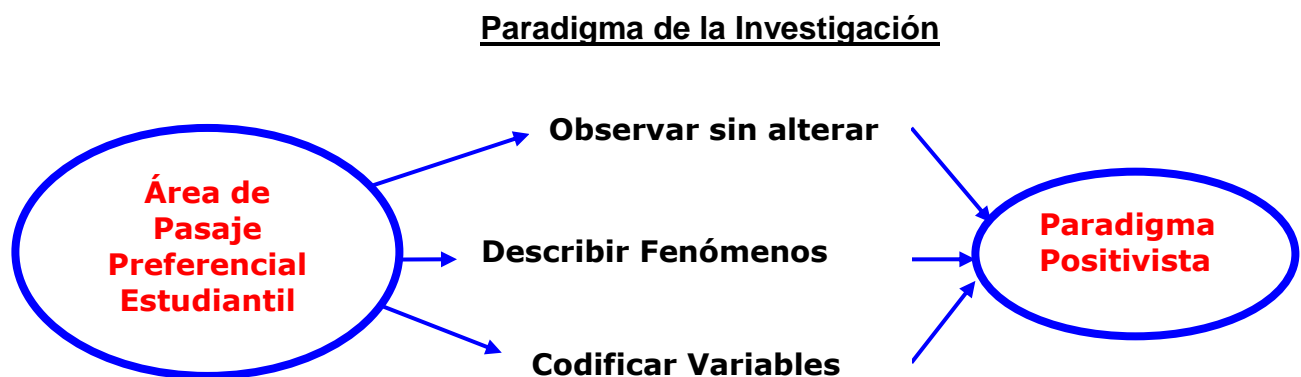 Paradigma de la Investigación
Observar sin alterar
Área de
Pasaje
Preferencial
Estudiantil
Describir Fenómenos
Paradigma
Positivista
Codificar Variables